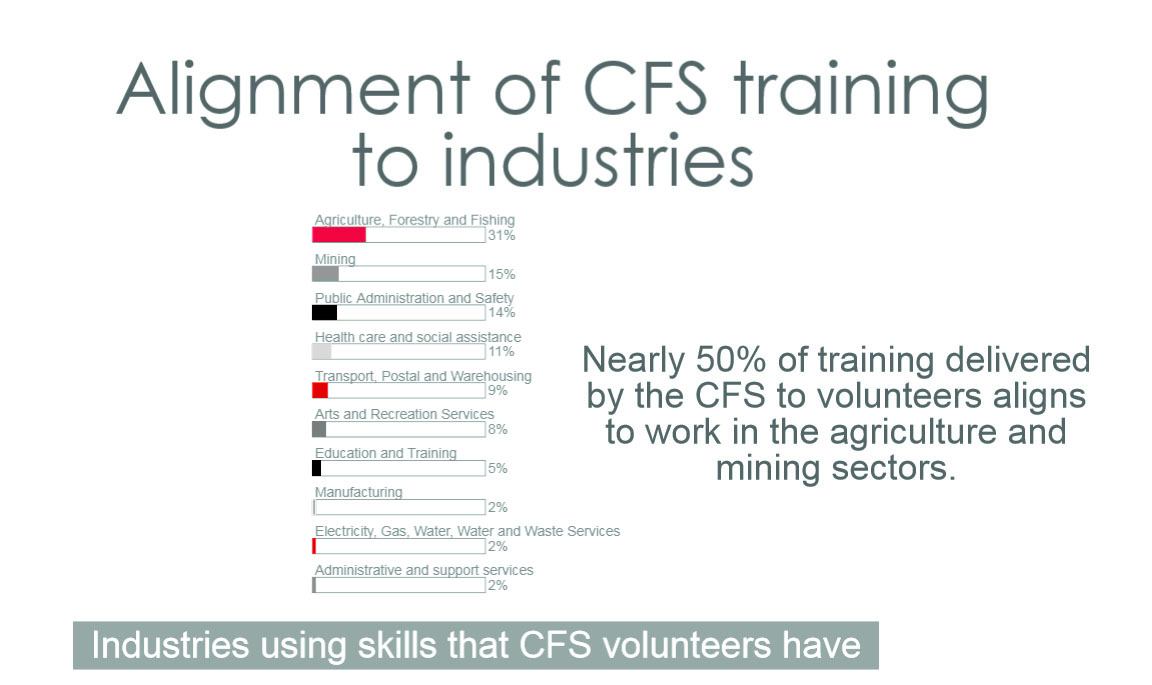 Alignment of CFS training
to industries
Agriculture, Forestry and Fishing
31%
Mining
15%
Public Administration and Safety
14%
Health care and social assistance
11%
Transport, Postal and Warehousing
9%
Arts and Recreation Services
8%
Education and Training
5%
Manufacturing
2%
Electricity, Gas, Water, Water and Waste Services
2%
Administrative and support services
2%
Nearly 50% of training delivered
by the CFS to volunteers aligns
to work in the agriculture and
mining sectors.
Industries using skills that CFS volunteers have